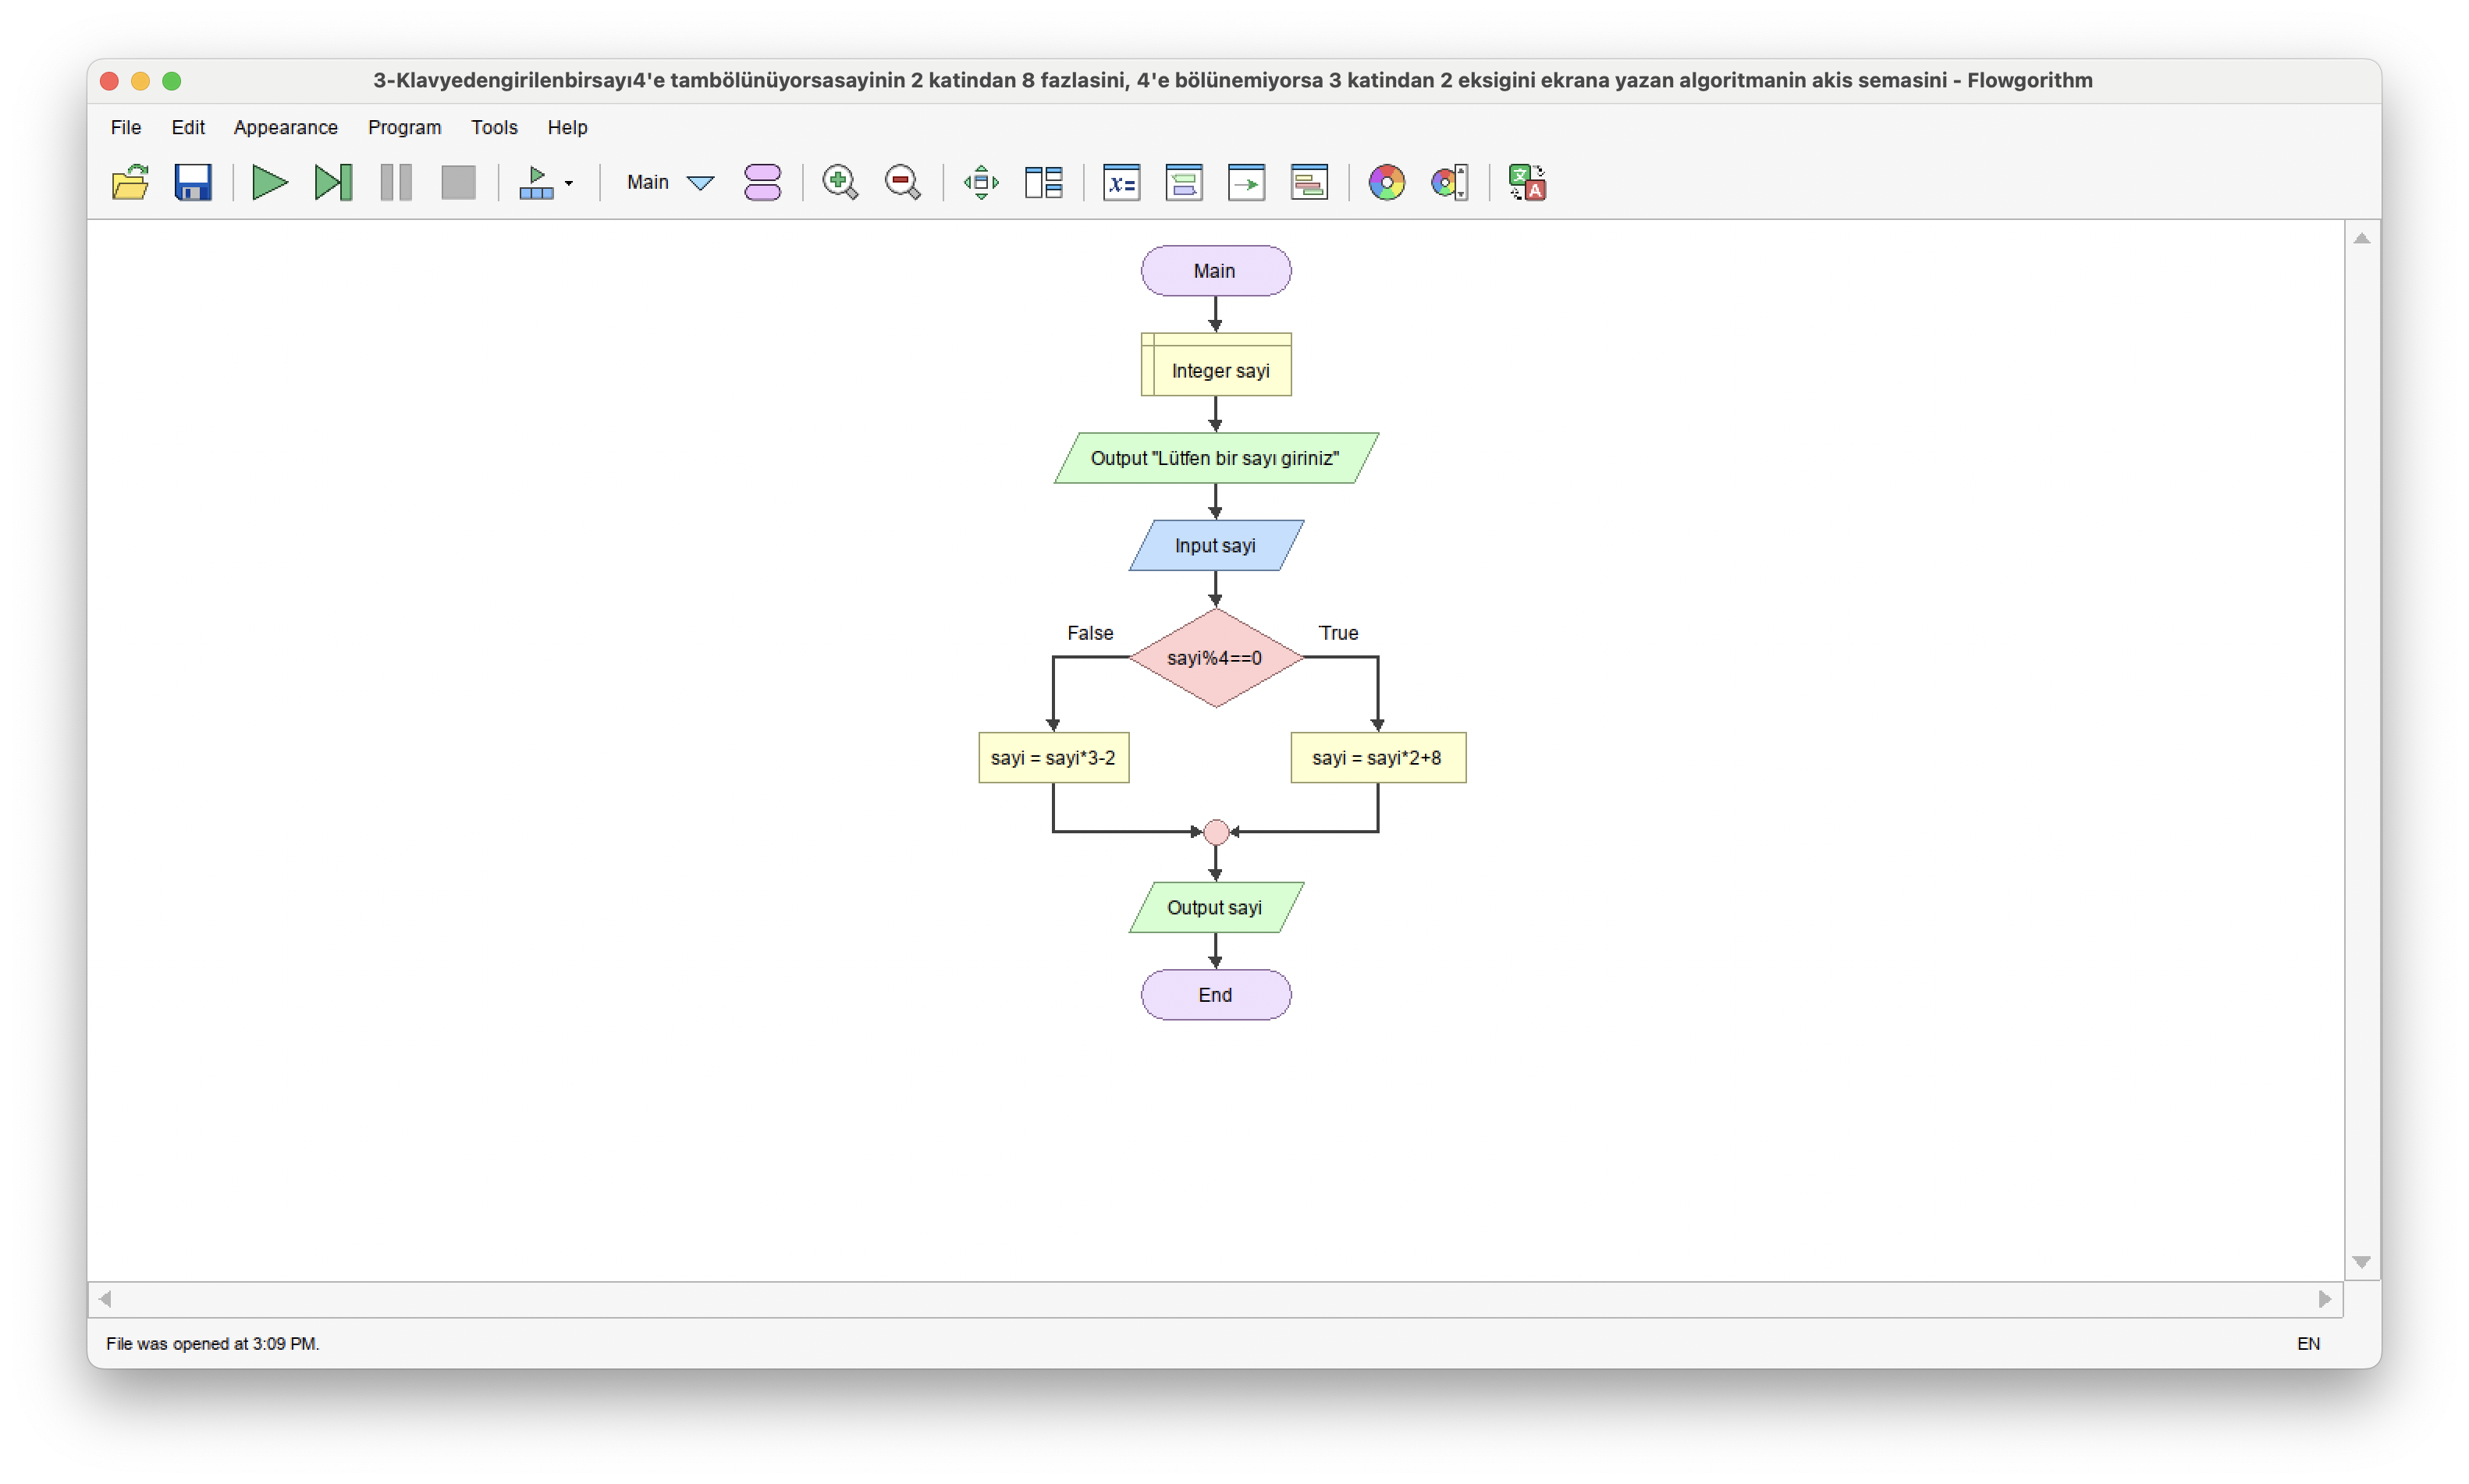 3-Klavyedengirilenbirsayı4'e tambölünüyorsasayinin 2 katindan 8 fazlasini, 4'e bölünemiyorsa 3 katindan 2 eksigini ekrana yazan algoritmanin akis semasini - Flowgorithm
File Edit Appearance Program Tools Help
Main
x=
文
A
Main
Integer sayi
Output "Lütfen bir sayı giriniz"
Input sayi
False True
sayi%4==0
sayi = sayi*3-2 sayi = sayi*2+8
Output sayi
End
File was opened at 3:09 PM. EN